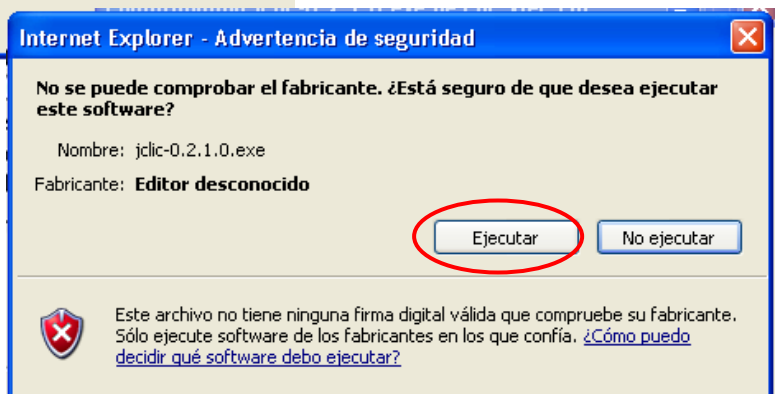 Internet Explorer - Advertencia de seguridad
No se puede comprobar el fabricante. ¿Está seguro de que desea ejecutar
este software?
Nombre: jclic-0.2.1.0.exe
Fabricante: Editor desconocido
Ejecutar
No ejecutar
Este archivo no tiene ninguna firma digital válida que compruebe su fabricante.
Sólo ejecute software de los fabricantes en los que confía. ¿Cómo puedo
decidir qué software debo ejecutar?